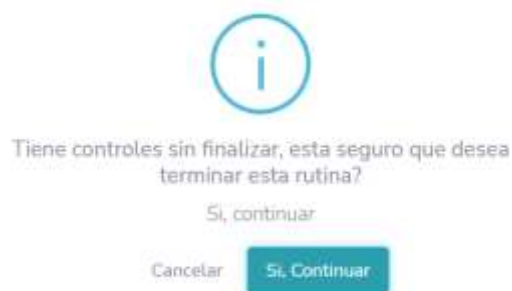 Tiene controles sin finalizar, esta seguro que desea
terminar esta rutina?
Si, continuar
Cancelar
Si, Continuar